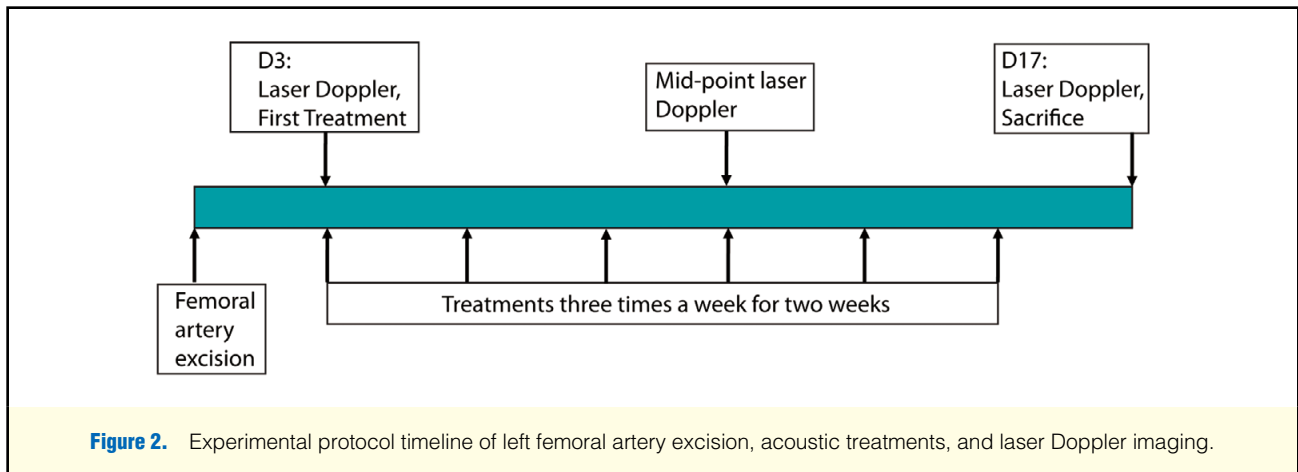 D3:
Laser Doppler,
First Treatment
Mid-point laser
Doppler
D17:
Laser Doppler,
Sacrifice
Femoral
artery
excision
Treatments three times a week for two weeks
Figure 2. Experimental protocol timeline of left femoral artery excision, acoustic treatments, and laser Doppler imaging.